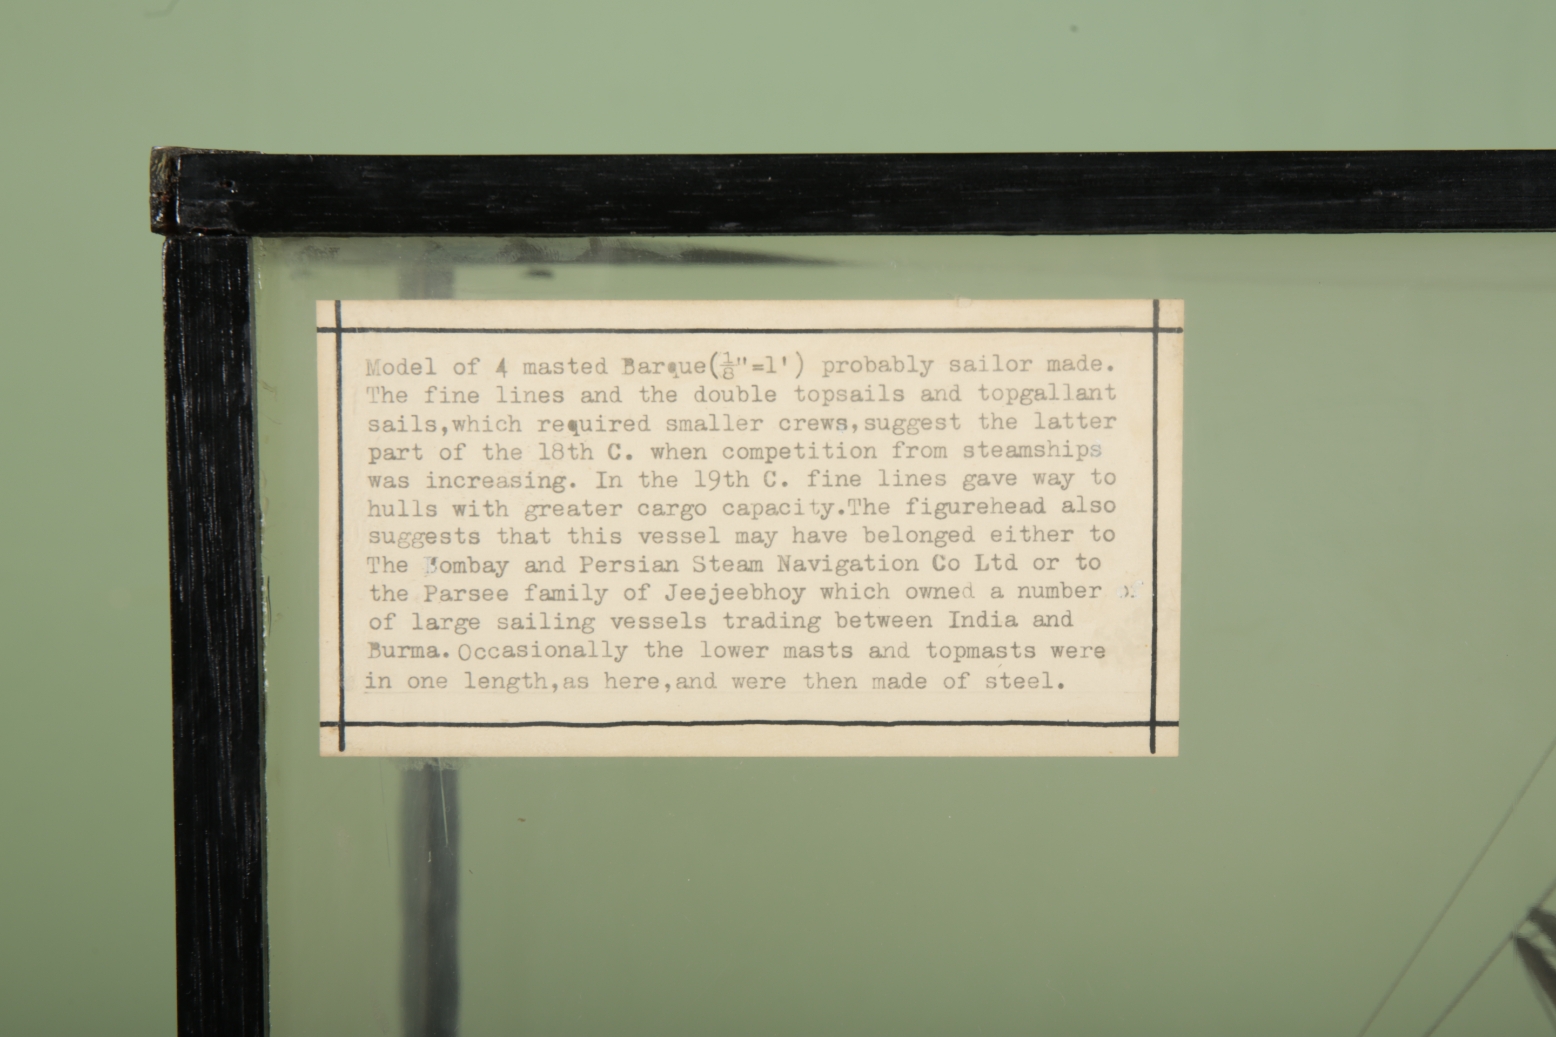 Model of 4 masted Barque(⅛"=1') probably sailor made.
The fine lines and the double topsails and topgallant
sails,which required smaller crews,suggest the latter
part of the 18th C. when competition from steamships
was increasing. In the 19th C. fine lines gave way to
hulls with greater cargo capacity.The figurehead also
suggests that this vessel may have belonged either to
The Bombay and Persian Steam Navigation Co Ltd or to
the Parsee family of Jeejeebhoy which owned a number
of large sailing vessels trading between India and
Burma.Occasionally the lower masts and topmasts were
in one length,as here,and were then made of steel.